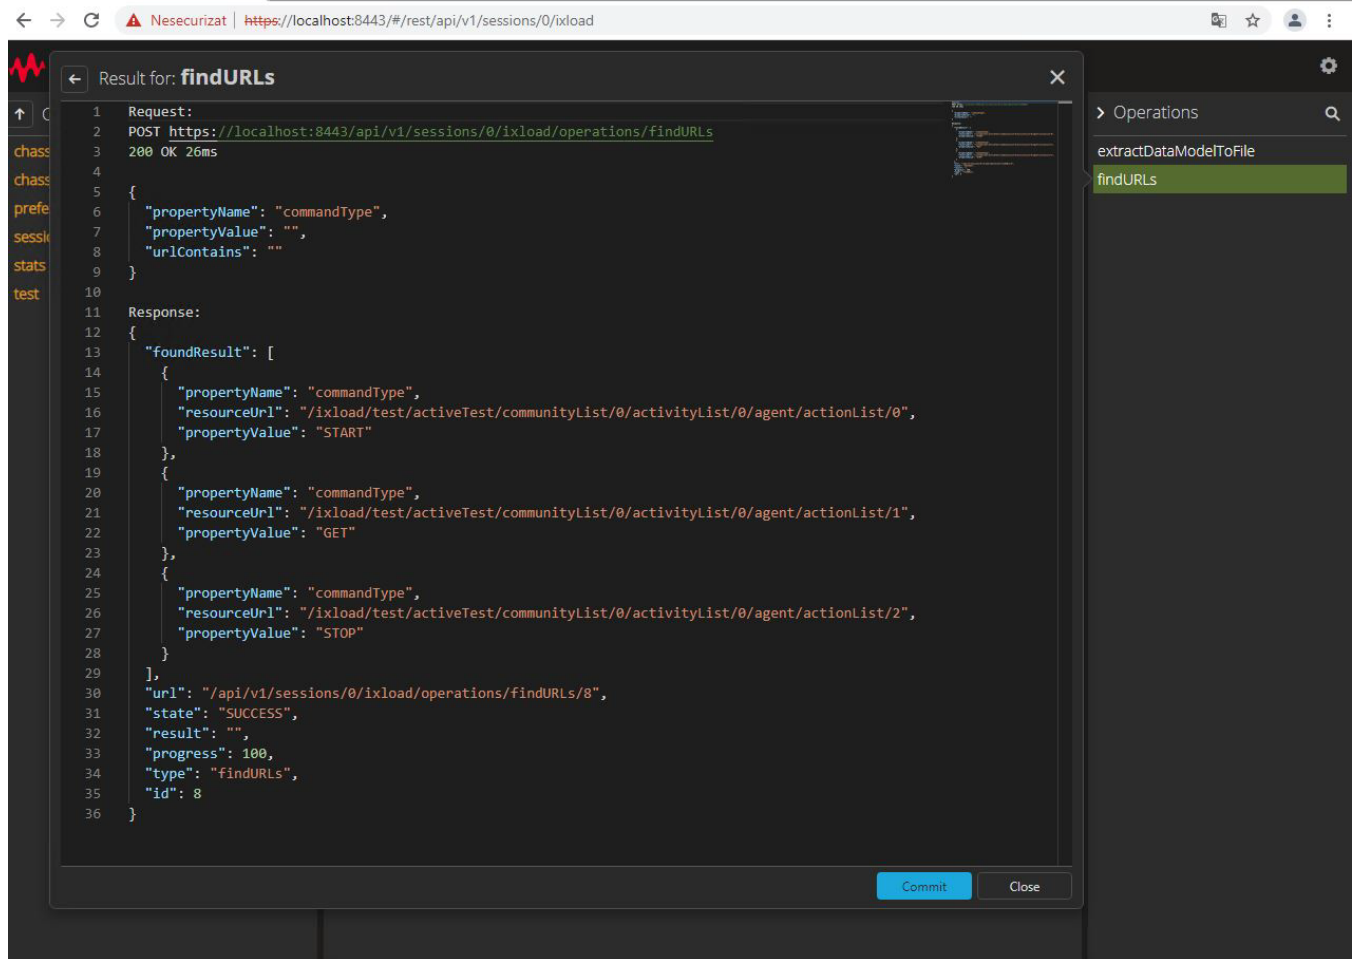 Nesecurizat https://localhost:8443/#/rest/api/v1/sessions/0/ixload
Result for: findURLs
1 Request:
2 POST https://localhost:8443/api/v1/sessions/0/ixload/operations/findURLs
3 200 OK 26ms
4
5 {
6 "propertyName": "commandType",
7 "propertyValue": "",
8 "urlContains": ""
9 }
10
11 Response:
12 {
13 "foundResult": [
14 {
15 "propertyName": "commandType",
16 "resourceUrl": "/ixload/test/activeTest/communityList/0/activityList/0/agent/actionList/0",
17 "propertyValue": "START"
18 },
19 {
20 "propertyName": "commandType",
21 "resourceUrl": "/ixload/test/activeTest/communityList/0/activityList/0/agent/actionList/1",
22 "propertyValue": "GET"
23 },
24 {
25 "propertyName": "commandType",
26 "resourceUrl": "/ixload/test/activeTest/communityList/0/activityList/0/agent/actionList/2",
27 "propertyValue": "STOP"
28 }
29 ],
30 "url": "/api/v1/sessions/0/ixload/operations/findURLs/8",
31 "state": "SUCCESS",
32 "result": "",
33 "progress": 100,
34 "type": "findURLs",
35 "id": 8
36 }
Commit Close
chass
chass
prefe
sessi
stats
test
Operations
extractDataModelToFile
findURLs